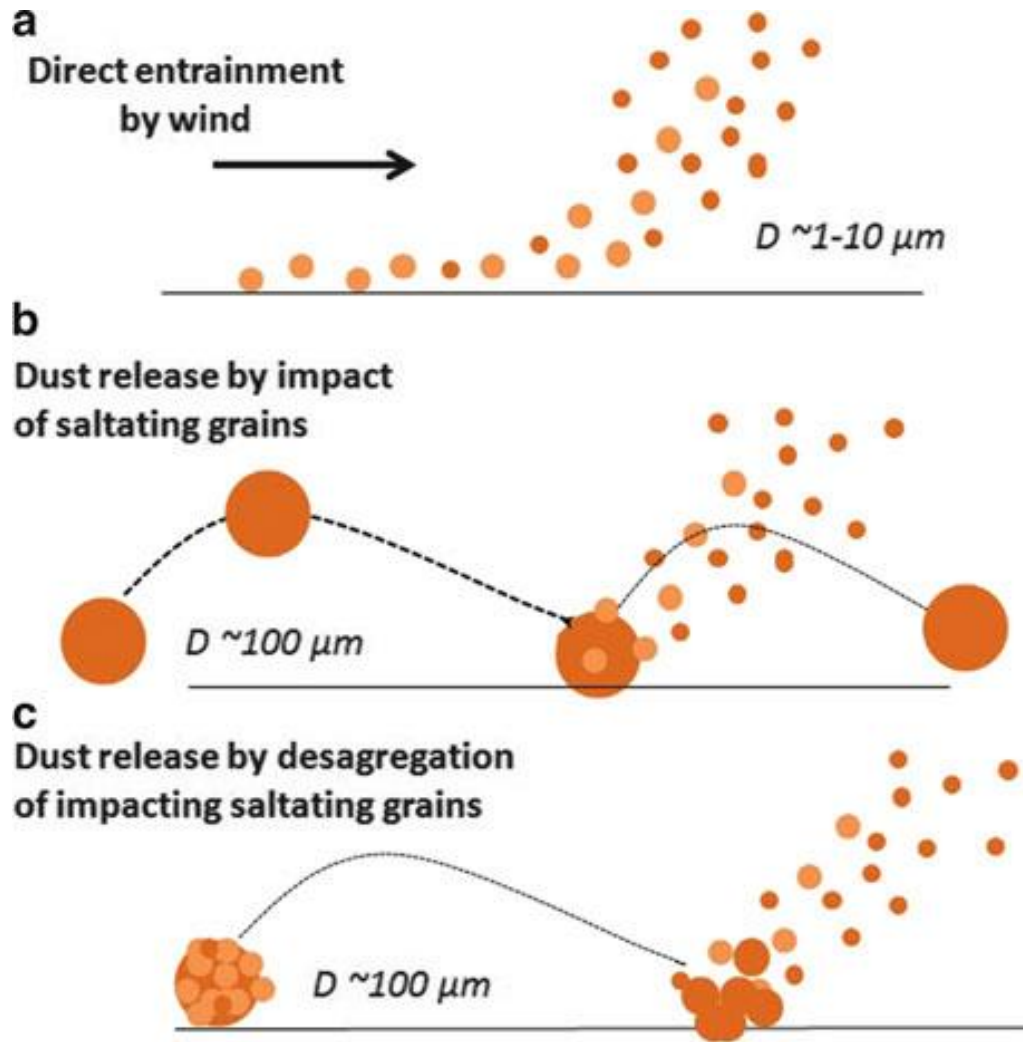 a
Direct entrainment
by wind
D ~1-10 µm
b
Dust release by impact
of saltating grains
D ~100 µm
c
Dust release by desagregation
of impacting saltating grains
D ~100 µm